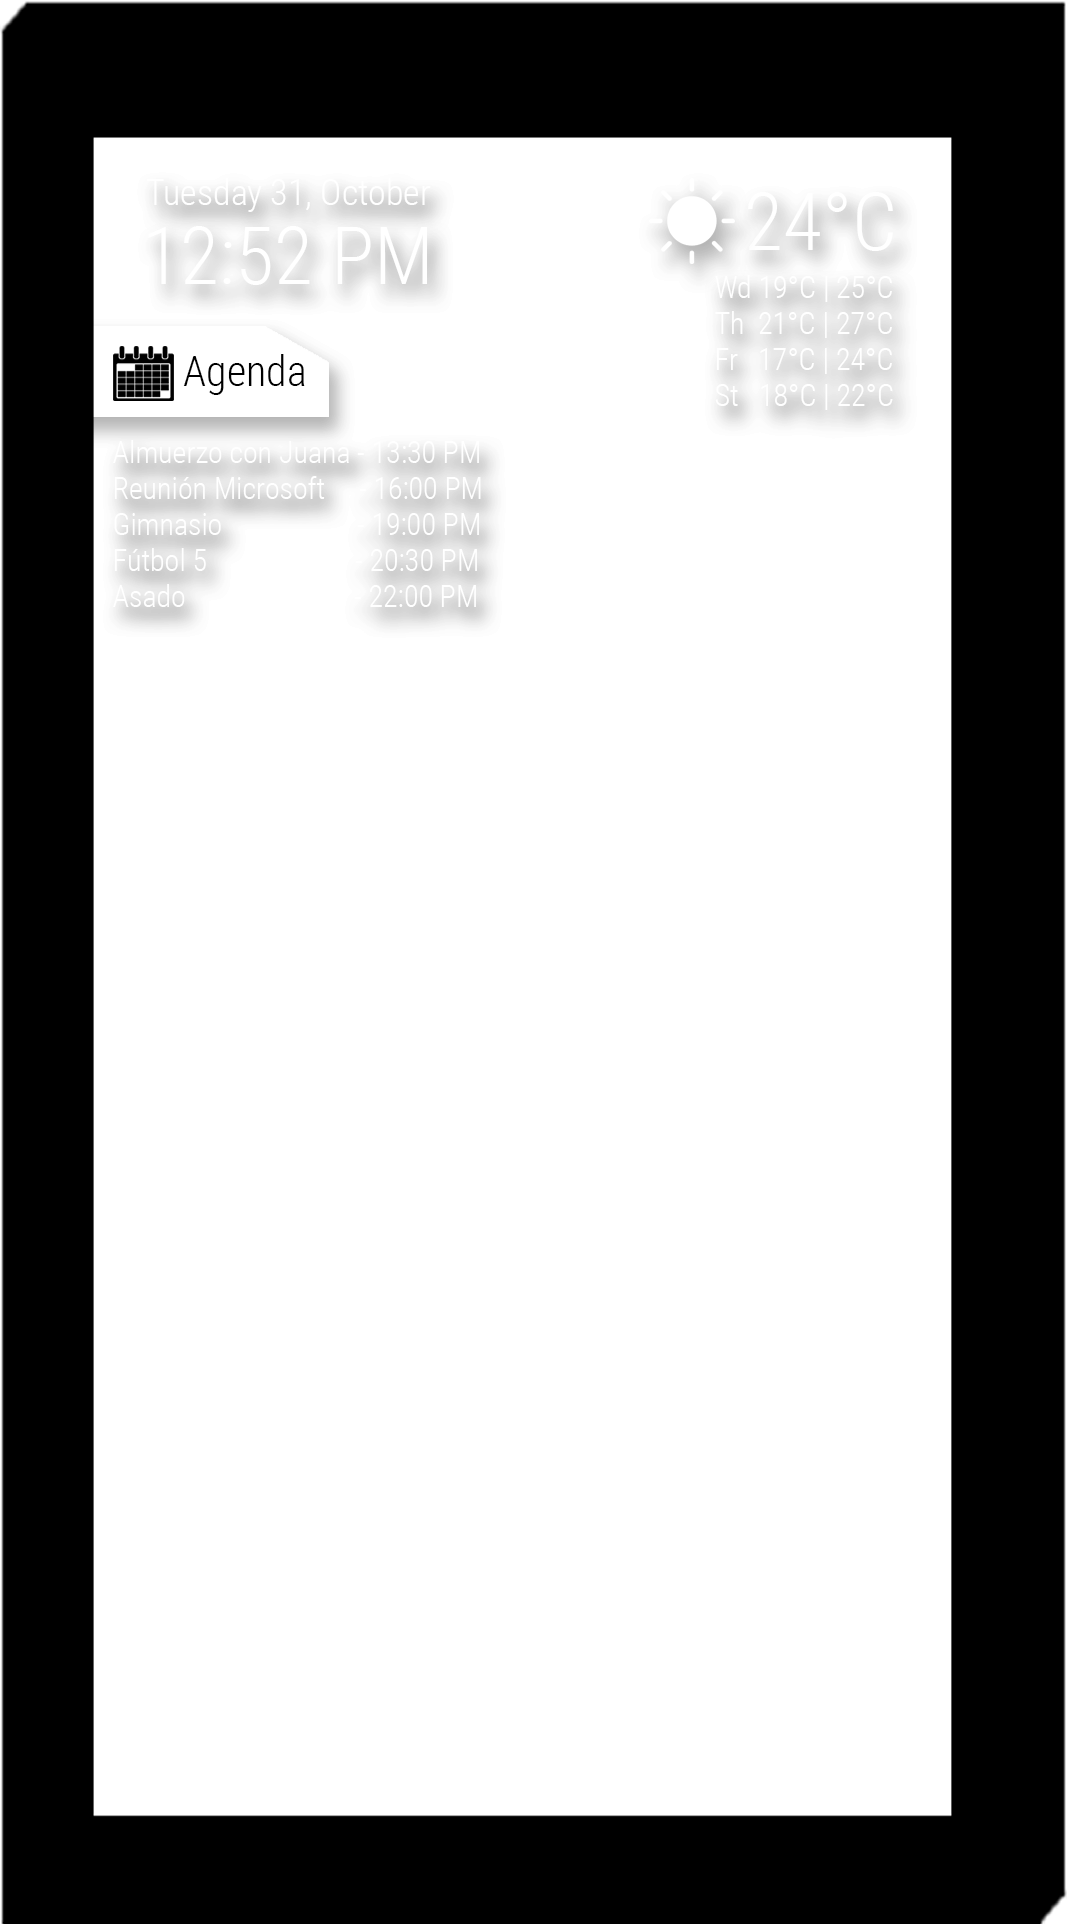 Tuesday 31, October
12:52 PM
24°C
Wd 19°C | 25°C
Th 21°C | 27°C
Fr 17°C | 24°C
St 18°C | 22°C
Agenda
Almuerzo con Juana - 13:30 PM
Reunión Microsoft - 16:00 PM
Gimnasio - 19:00 PM
Fútbol 5 - 20:30 PM
Asado - 22:00 PM